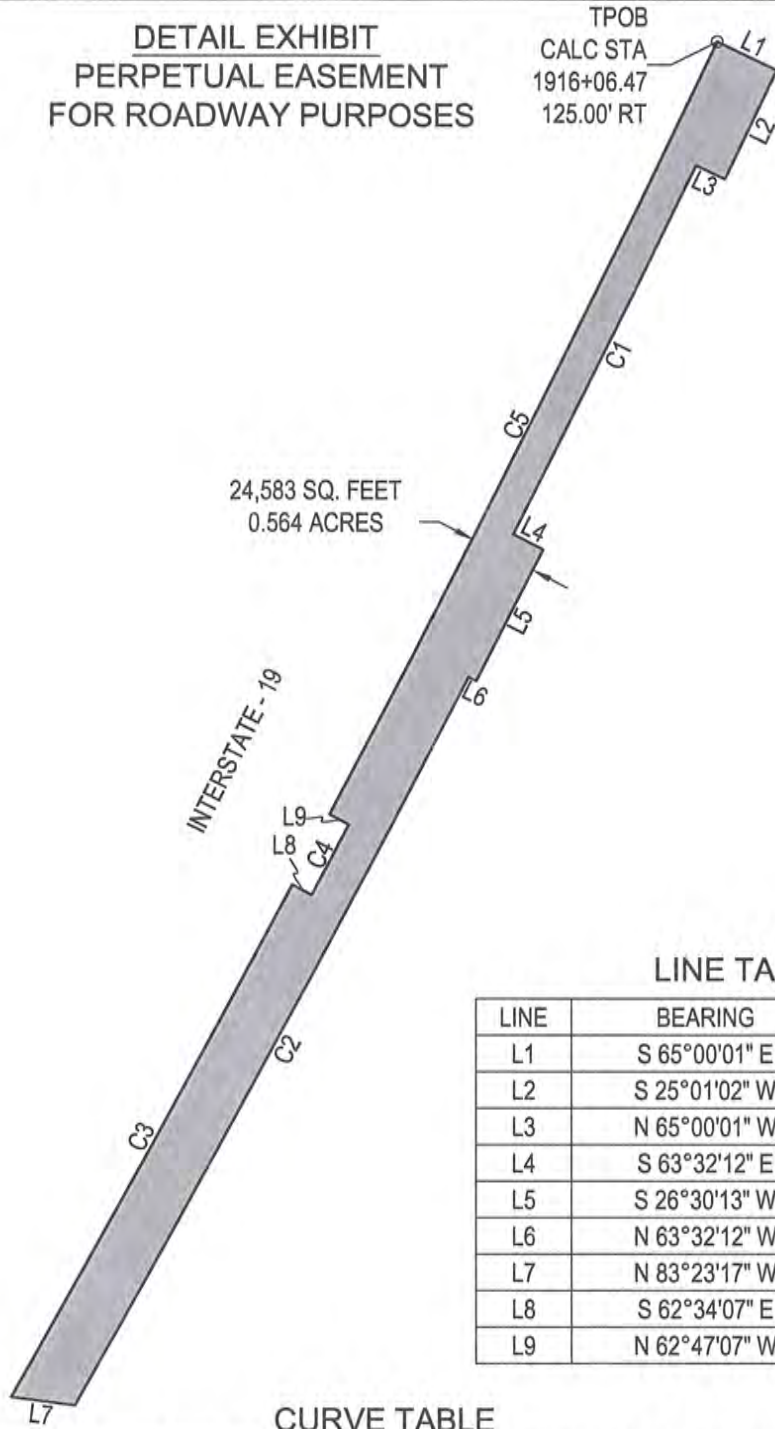 DETAIL EXHIBIT
PERPETUAL EASEMENT
FOR ROADWAY PURPOSES
TPOB
CALC STA
1916+06.47
125.00' RT
L1
L2
L3
C1
C5
24,583 SQ. FEET
0.564 ACRES
L4
L5
L6
INTERSTATE - 19
L9
L8
C4
C2
C3
L7
LINE TA
LINE BEARING
L1 S 65°00'01" E
L2 S 25°01'02" W
L3 N 65°00'01" W
L4 S 63°32'12" E
L5 S 26°30'13" W
L6 N 63°32'12" W
L7 N 83°23'17" W
L8 S 62°34'07" E
L9 N 62°47'07" W
CURVE TABLE